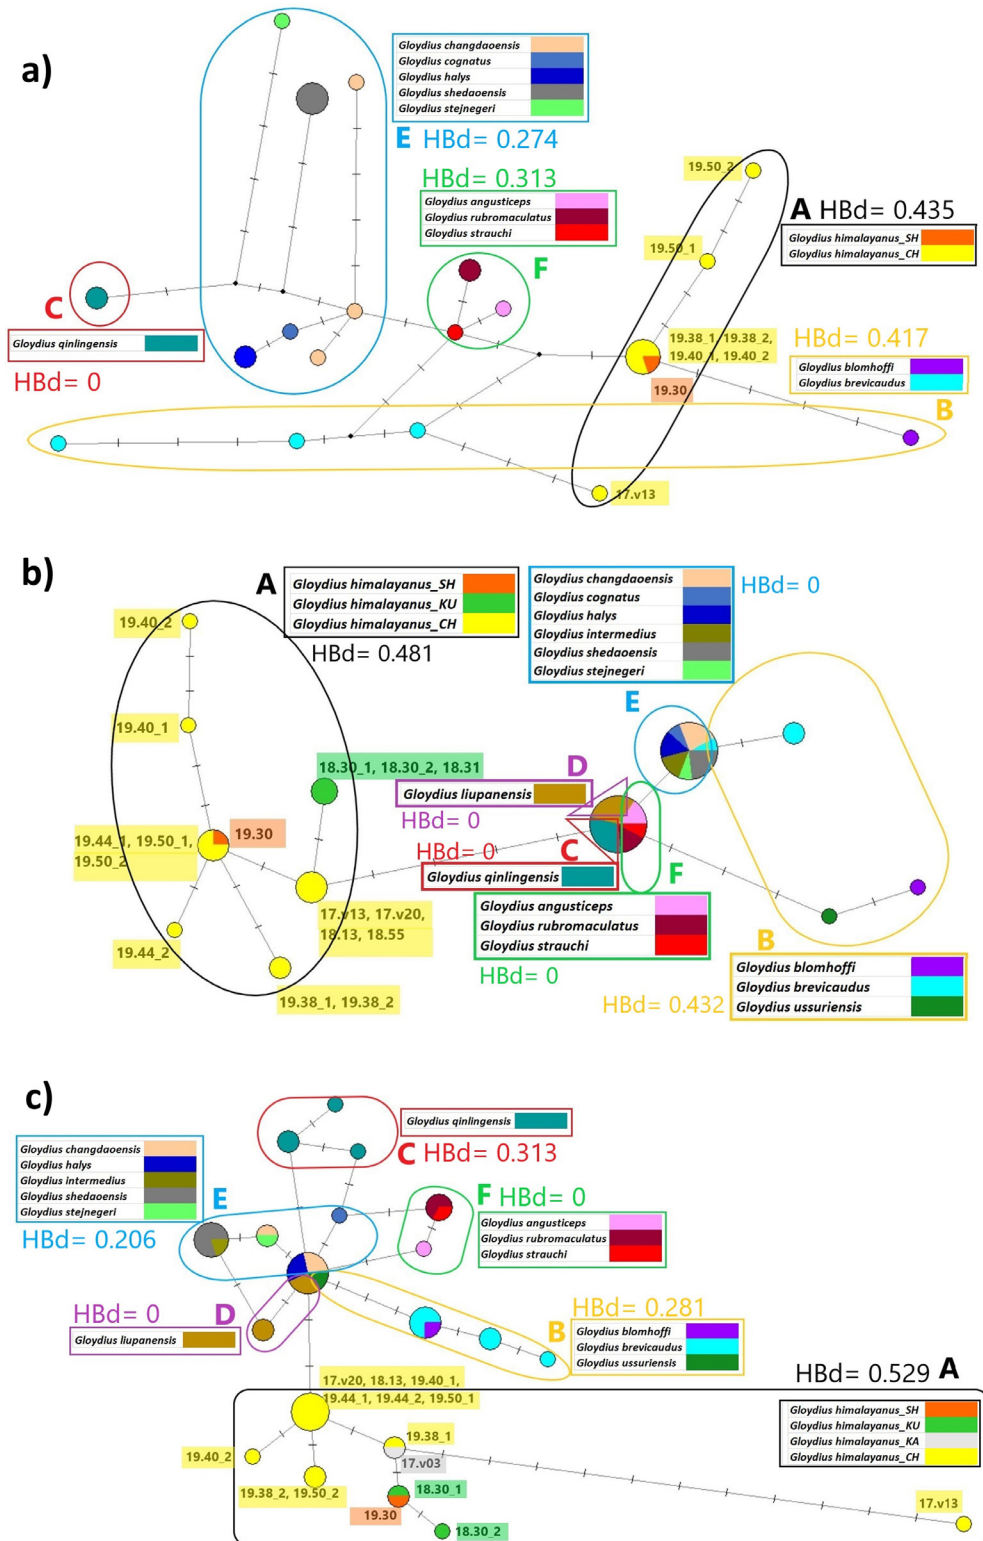 a)
Gloydius changdaoensis
Gloydius cognatus
Gloydius halys
Gloydius shedaoensis
Gloydius stejnegeri
E HBd= 0.274
HBd= 0.313
Gloydius angusticeps
Gloydius rubromaculatus
Gloydius strauchi
F
19.50_2
A HBd= 0.435
Gloydius himalayanus_SH
Gloydius himalayanus_CH
19.50_1
C
Gloydius qinlingensis
HBd= 0
19.38_1, 19.38_2,
19.40_1, 19.40_2
19.30
HBd= 0.417
Gloydius blomhoffi
Gloydius brevicaudus
B
17.v13
b)
A
Gloydius himalayanus_SH
Gloydius himalayanus_KU
Gloydius himalayanus_CH
HBd= 0.481
Gloydius changdaoensis
Gloydius cognatus
Gloydius halys
Gloydius intermedius
Gloydius shedaoensis
Gloydius stejnegeri
HBd= 0
19.40_2
19.40_1
E
18.30_1, 18.30_2, 18.31
D
Gloydius liupanensis
HBd= 0
19.30
19.44_1, 19.50_1,
19.50_2
HBd= 0
C
Gloydius qinlingensis
F
17.v13, 17.v20,
18.13, 18.55
Gloydius angusticeps
Gloydius rubromaculatus
Gloydius strauchi
HBd= 0
19.44_2
19.38_1, 19.38_2
B
HBd= 0.432
Gloydius blomhoffi
Gloydius brevicaudus
Gloydius ussuriensis
c)
Gloydius qinlingensis
C HBd= 0.313
Gloydius changdaoensis
Gloydius halys
Gloydius intermedius
Gloydius shedaoensis
Gloydius stejnegeri
E
HBd= 0.206
F HBd= 0
Gloydius angusticeps
Gloydius rubromaculatus
Gloydius strauchi
HBd= 0
D
Gloydius liupanensis
HBd= 0.281
B
Gloydius blomhoffi
Gloydius brevicaudus
Gloydius ussuriensis
HBd= 0.529 A
17.v20, 18.13, 19.40_1,
19.44_1, 19.44_2, 19.50_1
Gloydius himalayanus_SH
Gloydius himalayanus_KU
Gloydius himalayanus_KA
Gloydius himalayanus_CH
19.38_1
19.40_2
17.v03
19.38_2, 19.50_2
18.30_1
19.30
17.v13
18.30_2